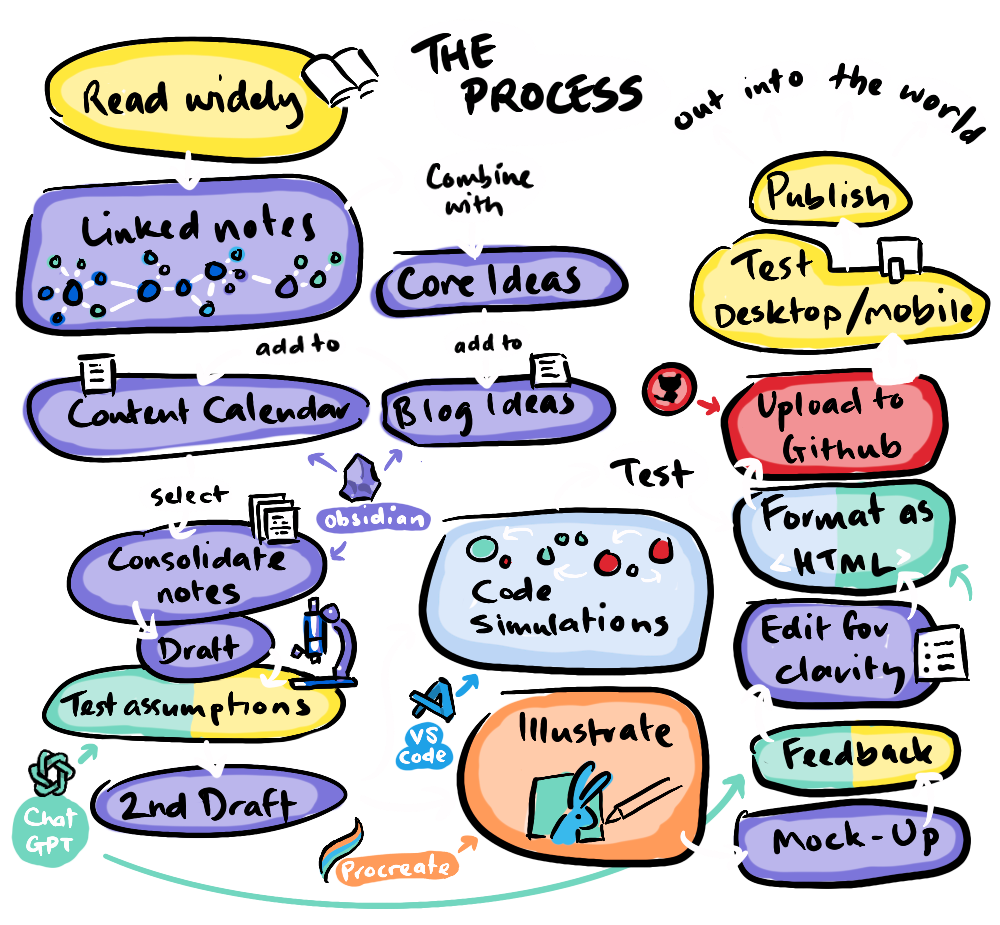 THE
PROCESS
Read widely
Linked notes
Combine
with
Core Ideas
add to
add to
Content Calendar
Blog Ideas
Obsidian
select
Consolidate
notes
Draft
Test assumptions
Chat
GPT
2nd Draft
Test
Code
Simulations
VS
Code
Illustrate
Procreate
out into the world
Publish
Test
Desktop/mobile
Upload to
Github
Format as
< HTML >
Edit for
clarity
Feedback
Mock-Up